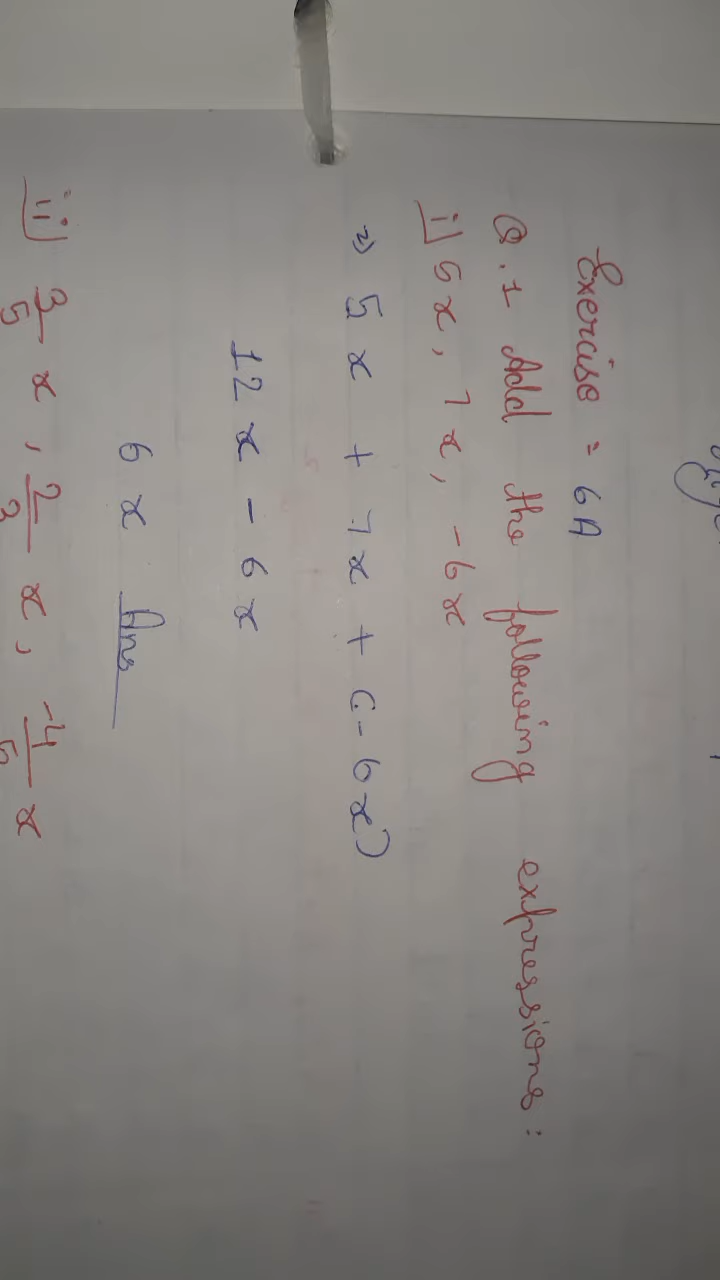 Exercise = 6A
Q.1 Add the following expressions:
i) 5x, 7x, -6x
⇒ 5x + 7x + (-6x)
12x - 6x
6x Ans
ii) 3/5 x, 2/3 x, -4/5 x